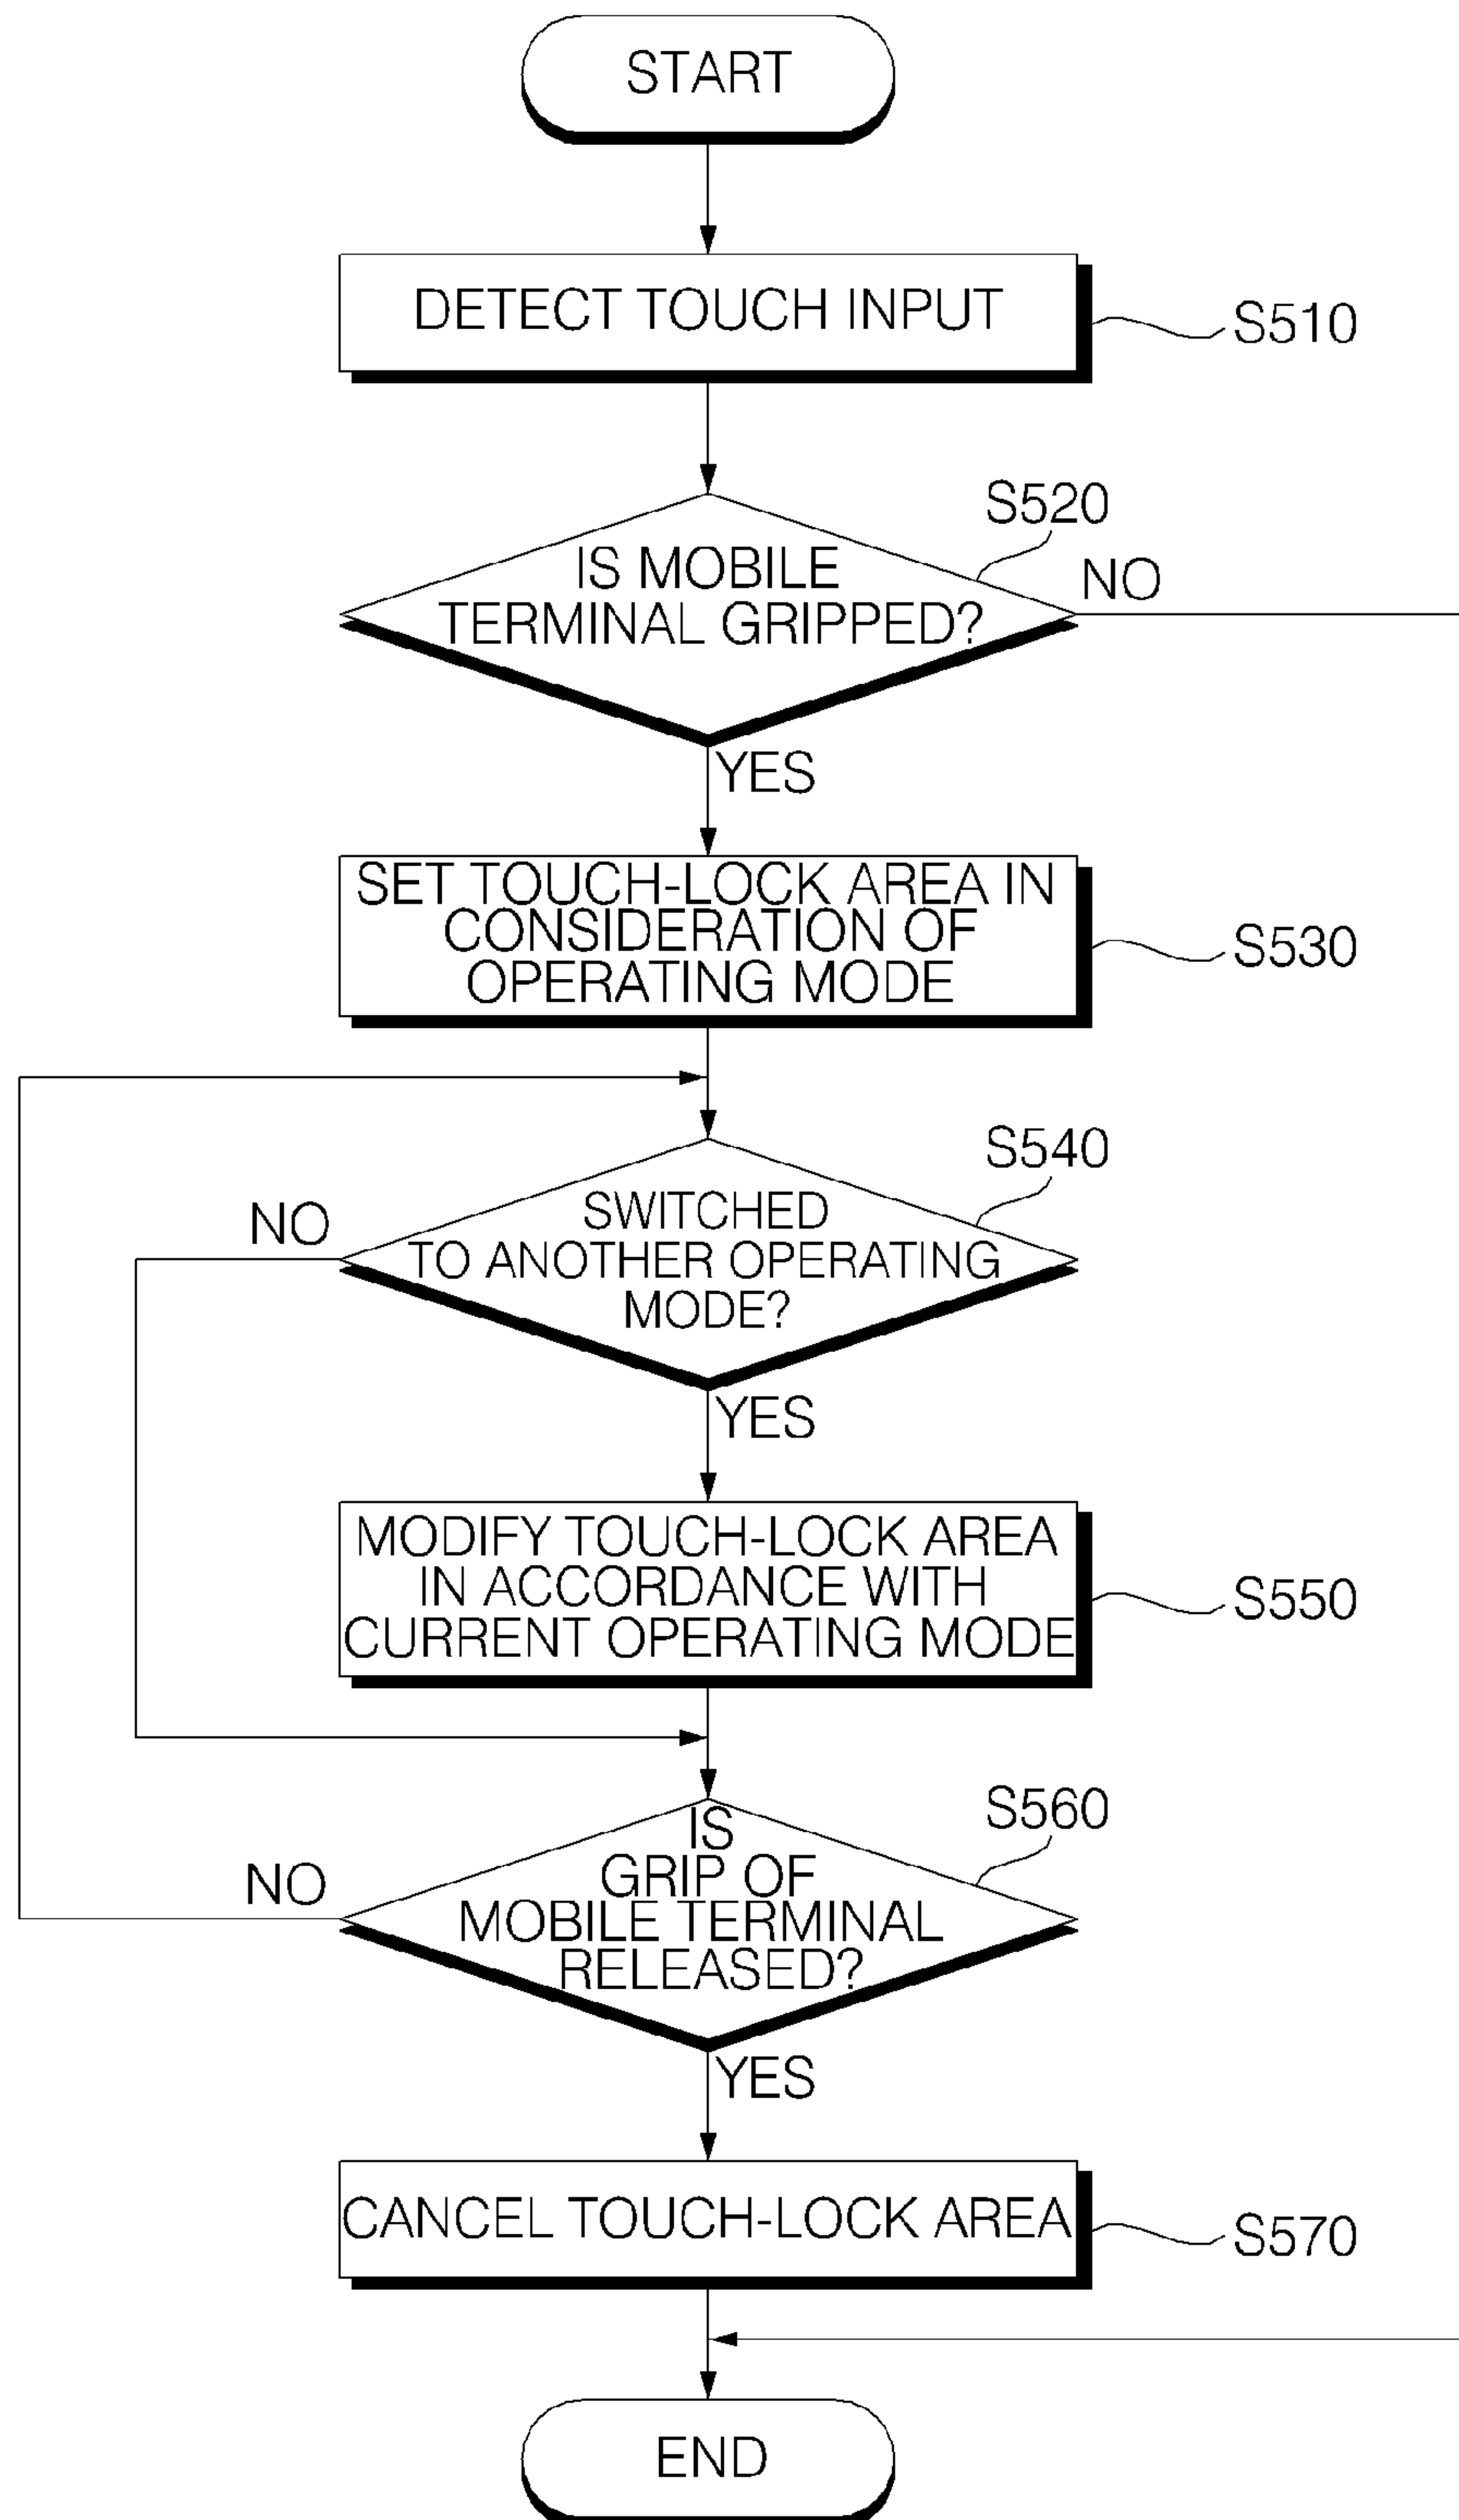 START
DETECT TOUCH INPUT
S510
S520
IS MOBILE
TERMINAL GRIPPED?
NO
YES
SET TOUCH-LOCK AREA IN
CONSIDERATION OF
OPERATING MODE
S530
S540
NO
SWITCHED
TO ANOTHER OPERATING
MODE?
YES
MODIFY TOUCH-LOCK AREA
IN ACCORDANCE WITH
CURRENT OPERATING MODE
S550
S560
NO
IS
GRIP OF
MOBILE TERMINAL
RELEASED?
YES
CANCEL TOUCH-LOCK AREA
S570
END